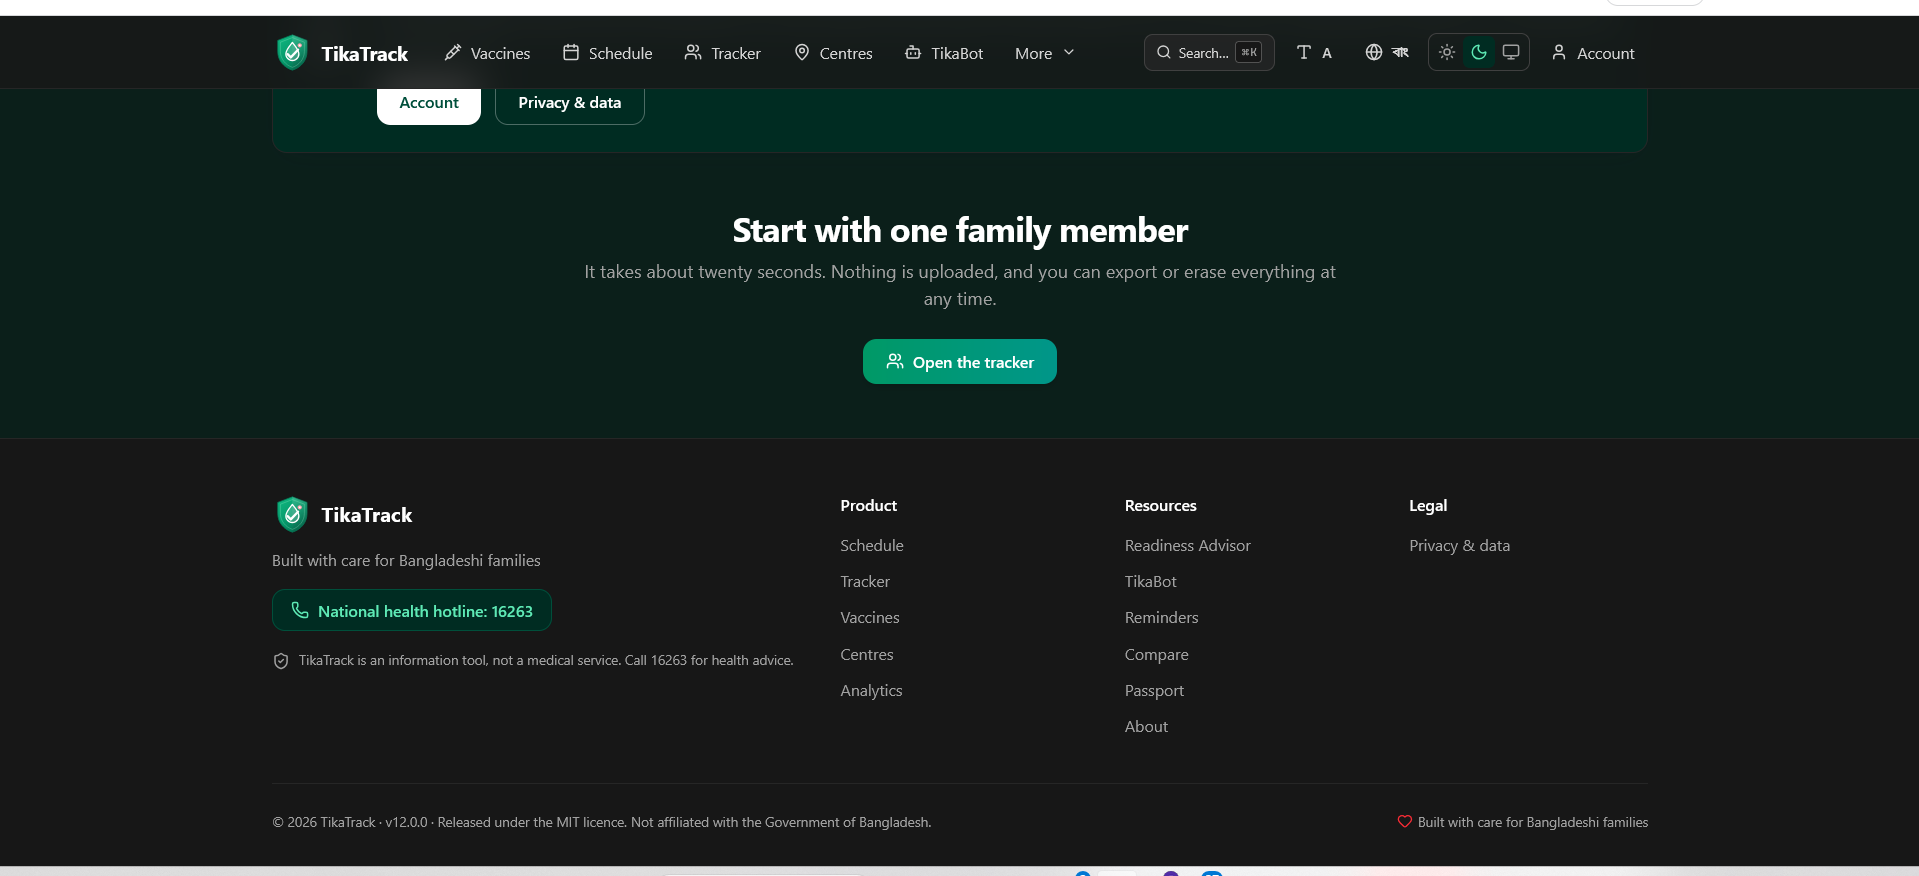 TikaTrack
Vaccines
Schedule
Tracker
Centres
TikaBot
More
Search...
⌘K
A
বাং
Account
Account
Privacy & data
Start with one family member
It takes about twenty seconds. Nothing is uploaded, and you can export or erase everything at
any time.
Open the tracker
TikaTrack
Built with care for Bangladeshi families
National health hotline: 16263
TikaTrack is an information tool, not a medical service. Call 16263 for health advice.
Product
Schedule
Tracker
Vaccines
Centres
Analytics
Resources
Readiness Advisor
TikaBot
Reminders
Compare
Passport
About
Legal
Privacy & data
© 2026 TikaTrack · v12.0.0 · Released under the MIT licence. Not affiliated with the Government of Bangladesh.
Built with care for Bangladeshi families